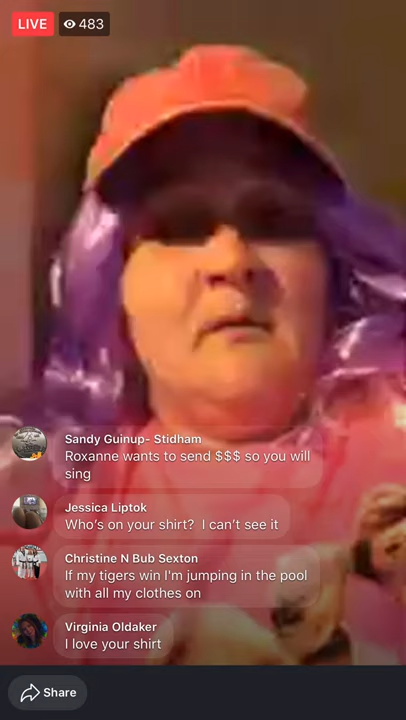 LIVE 483
Sandy Guinup- Stidham
Roxanne wants to send $$$ so you will
sing
Jessica Liptok
Who's on your shirt?  I can't see it
Christine N Bub Sexton
If my tigers win I'm jumping in the pool
with all my clothes on
Virginia Oldaker
I love your shirt
Share